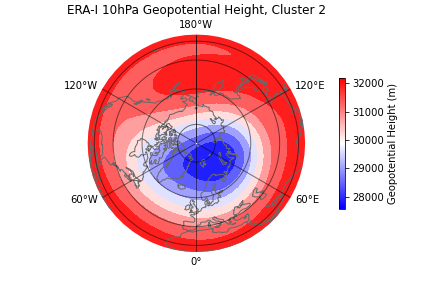 ERA-I 10hPa Geopotential Height, Cluster 2
180°W
120°W
120°E
60°W
60°E
0°
32000
31000
30000
29000
28000
Geopotential Height (m)